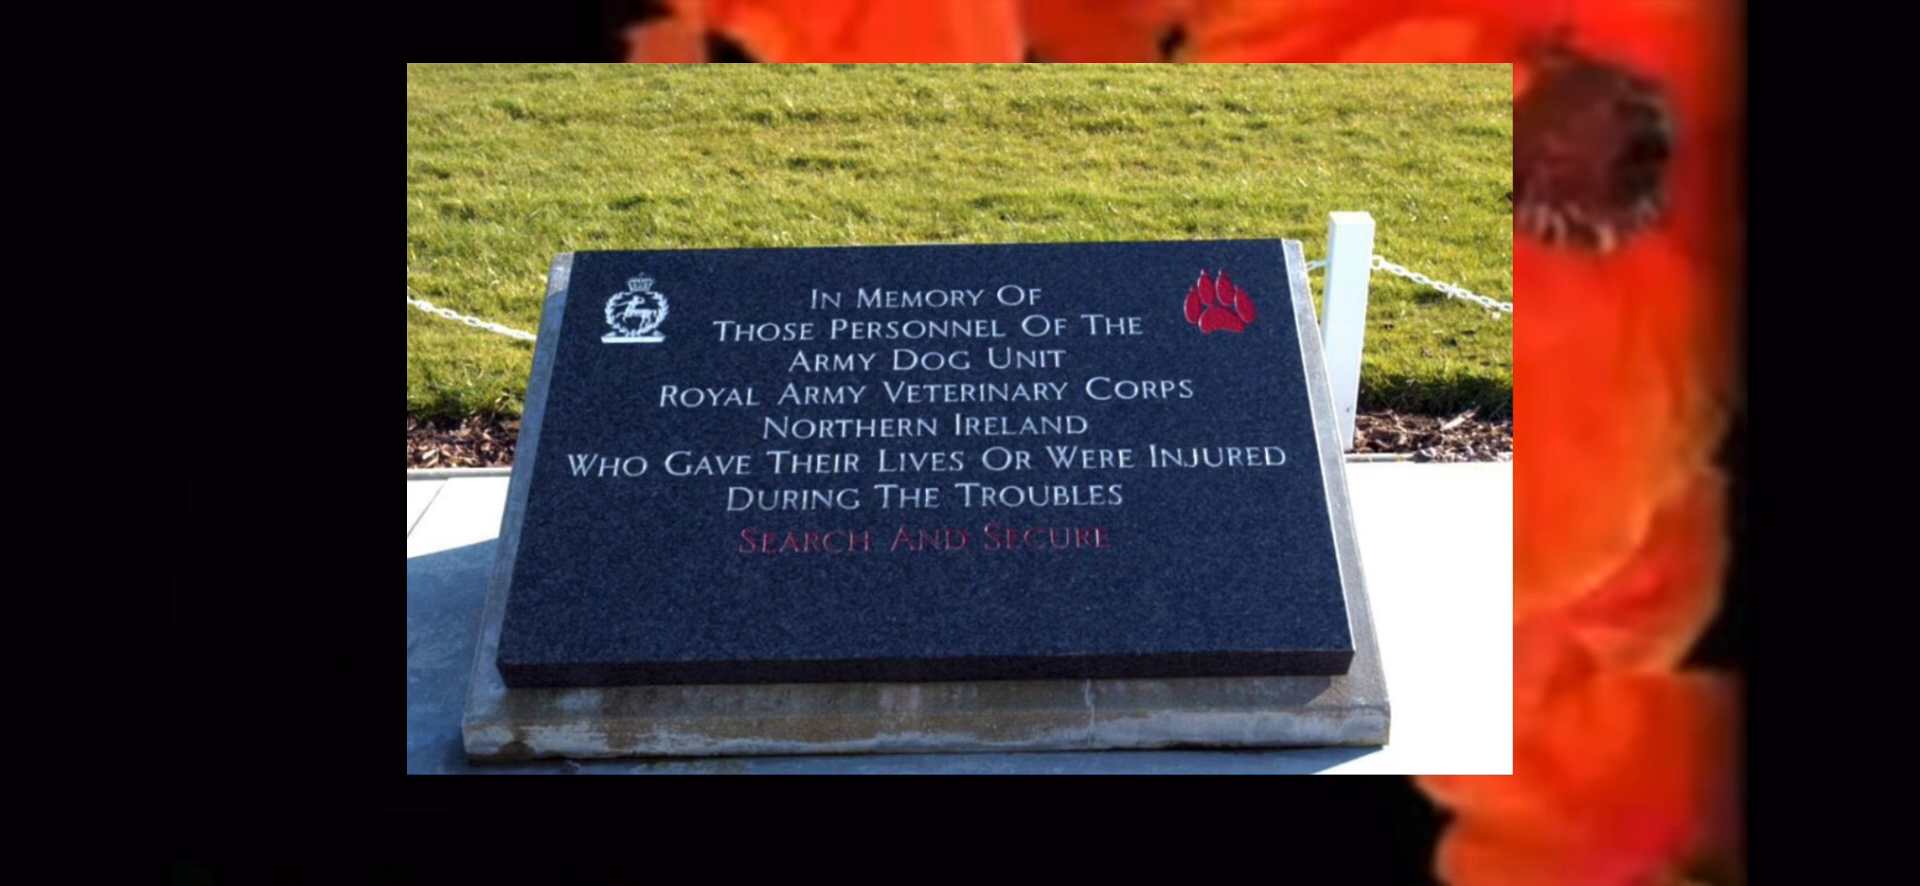 In Memory Of
Those Personnel Of The
Army Dog Unit
Royal Army Veterinary Corps
Northern Ireland
Who Gave Their Lives Or Were Injured
During The Troubles
Search And Secure